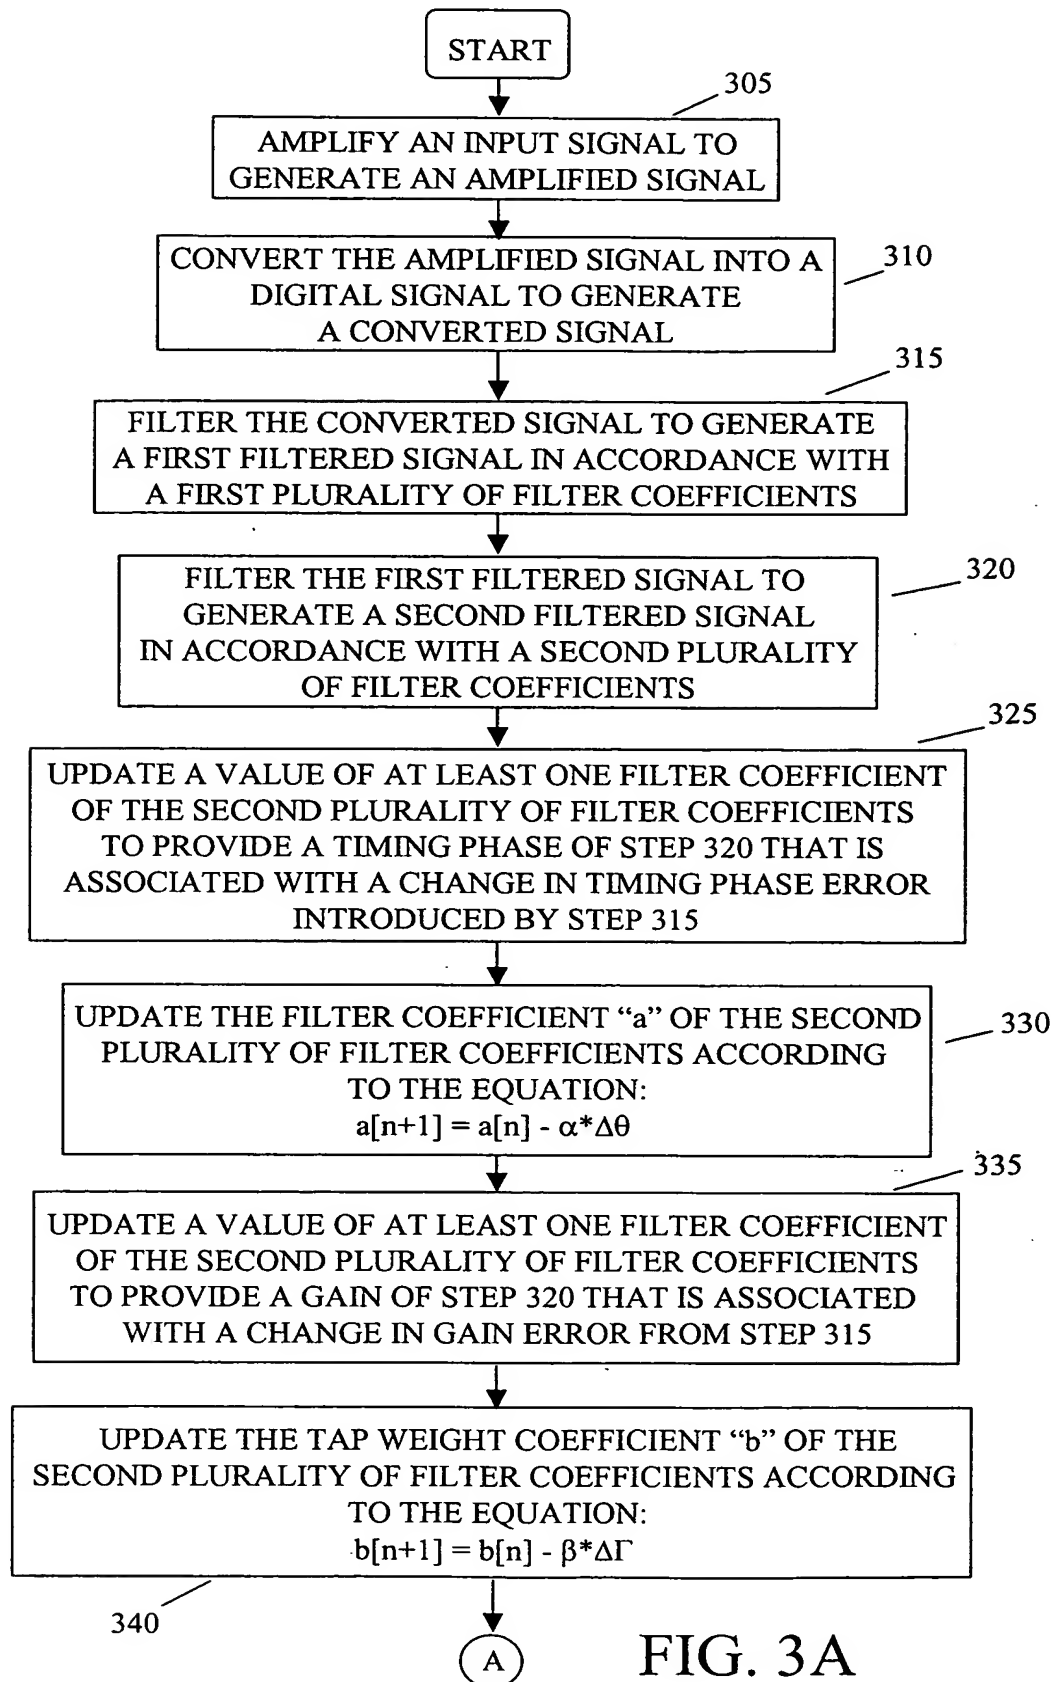 START
305
AMPLIFY AN INPUT SIGNAL TO
GENERATE AN AMPLIFIED SIGNAL
310
CONVERT THE AMPLIFIED SIGNAL INTO A
DIGITAL SIGNAL TO GENERATE
A CONVERTED SIGNAL
315
FILTER THE CONVERTED SIGNAL TO GENERATE
A FIRST FILTERED SIGNAL IN ACCORDANCE WITH
A FIRST PLURALITY OF FILTER COEFFICIENTS
320
FILTER THE FIRST FILTERED SIGNAL TO
GENERATE A SECOND FILTERED SIGNAL
IN ACCORDANCE WITH A SECOND PLURALITY
OF FILTER COEFFICIENTS
325
UPDATE A VALUE OF AT LEAST ONE FILTER COEFFICIENT
OF THE SECOND PLURALITY OF FILTER COEFFICIENTS
TO PROVIDE A TIMING PHASE OF STEP 320 THAT IS
ASSOCIATED WITH A CHANGE IN TIMING PHASE ERROR
INTRODUCED BY STEP 315
330
UPDATE THE FILTER COEFFICIENT “a” OF THE SECOND
PLURALITY OF FILTER COEFFICIENTS ACCORDING
TO THE EQUATION:
a[n+1] = a[n] - α*Δθ
335
UPDATE A VALUE OF AT LEAST ONE FILTER COEFFICIENT
OF THE SECOND PLURALITY OF FILTER COEFFICIENTS
TO PROVIDE A GAIN OF STEP 320 THAT IS ASSOCIATED
WITH A CHANGE IN GAIN ERROR FROM STEP 315
UPDATE THE TAP WEIGHT COEFFICIENT “b” OF THE
SECOND PLURALITY OF FILTER COEFFICIENTS ACCORDING
TO THE EQUATION:
b[n+1] = b[n] - β*ΔΓ
340
A
FIG. 3A